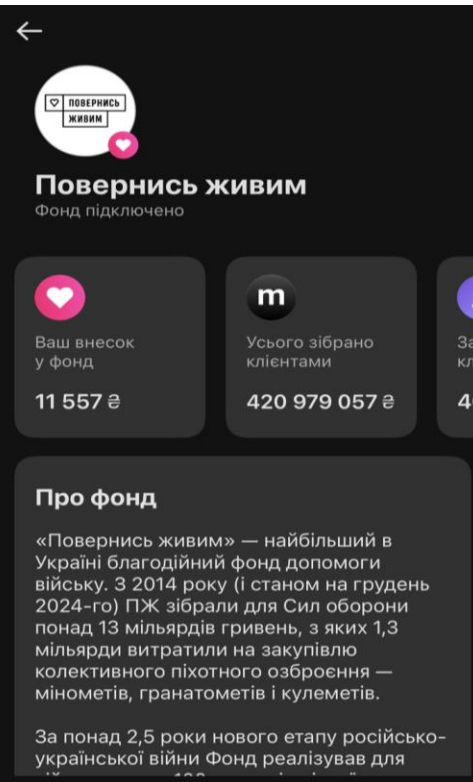 ПОВЕРНИСЬ
ЖИВИМ
Повернись живим
Фонд підключено
Ваш внесок
у фонд
11 557 ₴
m
Усього зібрано
клієнтами
420 979 057 ₴
Про фонд
«Повернись живим» — найбільший в
Україні благодійний фонд допомоги
війську. З 2014 року (і станом на грудень
2024-го) ПЖ зібрали для Сил оборони
понад 13 мільярдів гривень, з яких 1,3
мільярди витратили на закупівлю
колективного піхотного озброєння —
мінометів, гранатометів і кулеметів.
За понад 2,5 роки нового етапу російсько-
української війни Фонд реалізував для